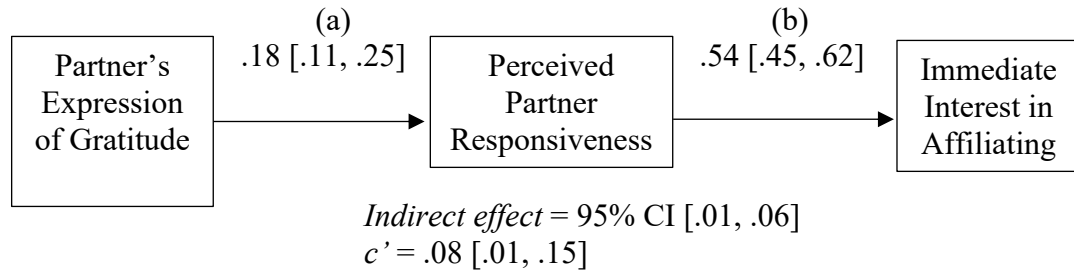 (a)
.18 [.11, .25]
(b)
.54 [.45, .62]
Partner’s
Expression
of Gratitude
Perceived
Partner
Responsiveness
Immediate
Interest in
Affiliating
Indirect effect = 95% CI [.01, .06]
c’ = .08 [.01, .15]